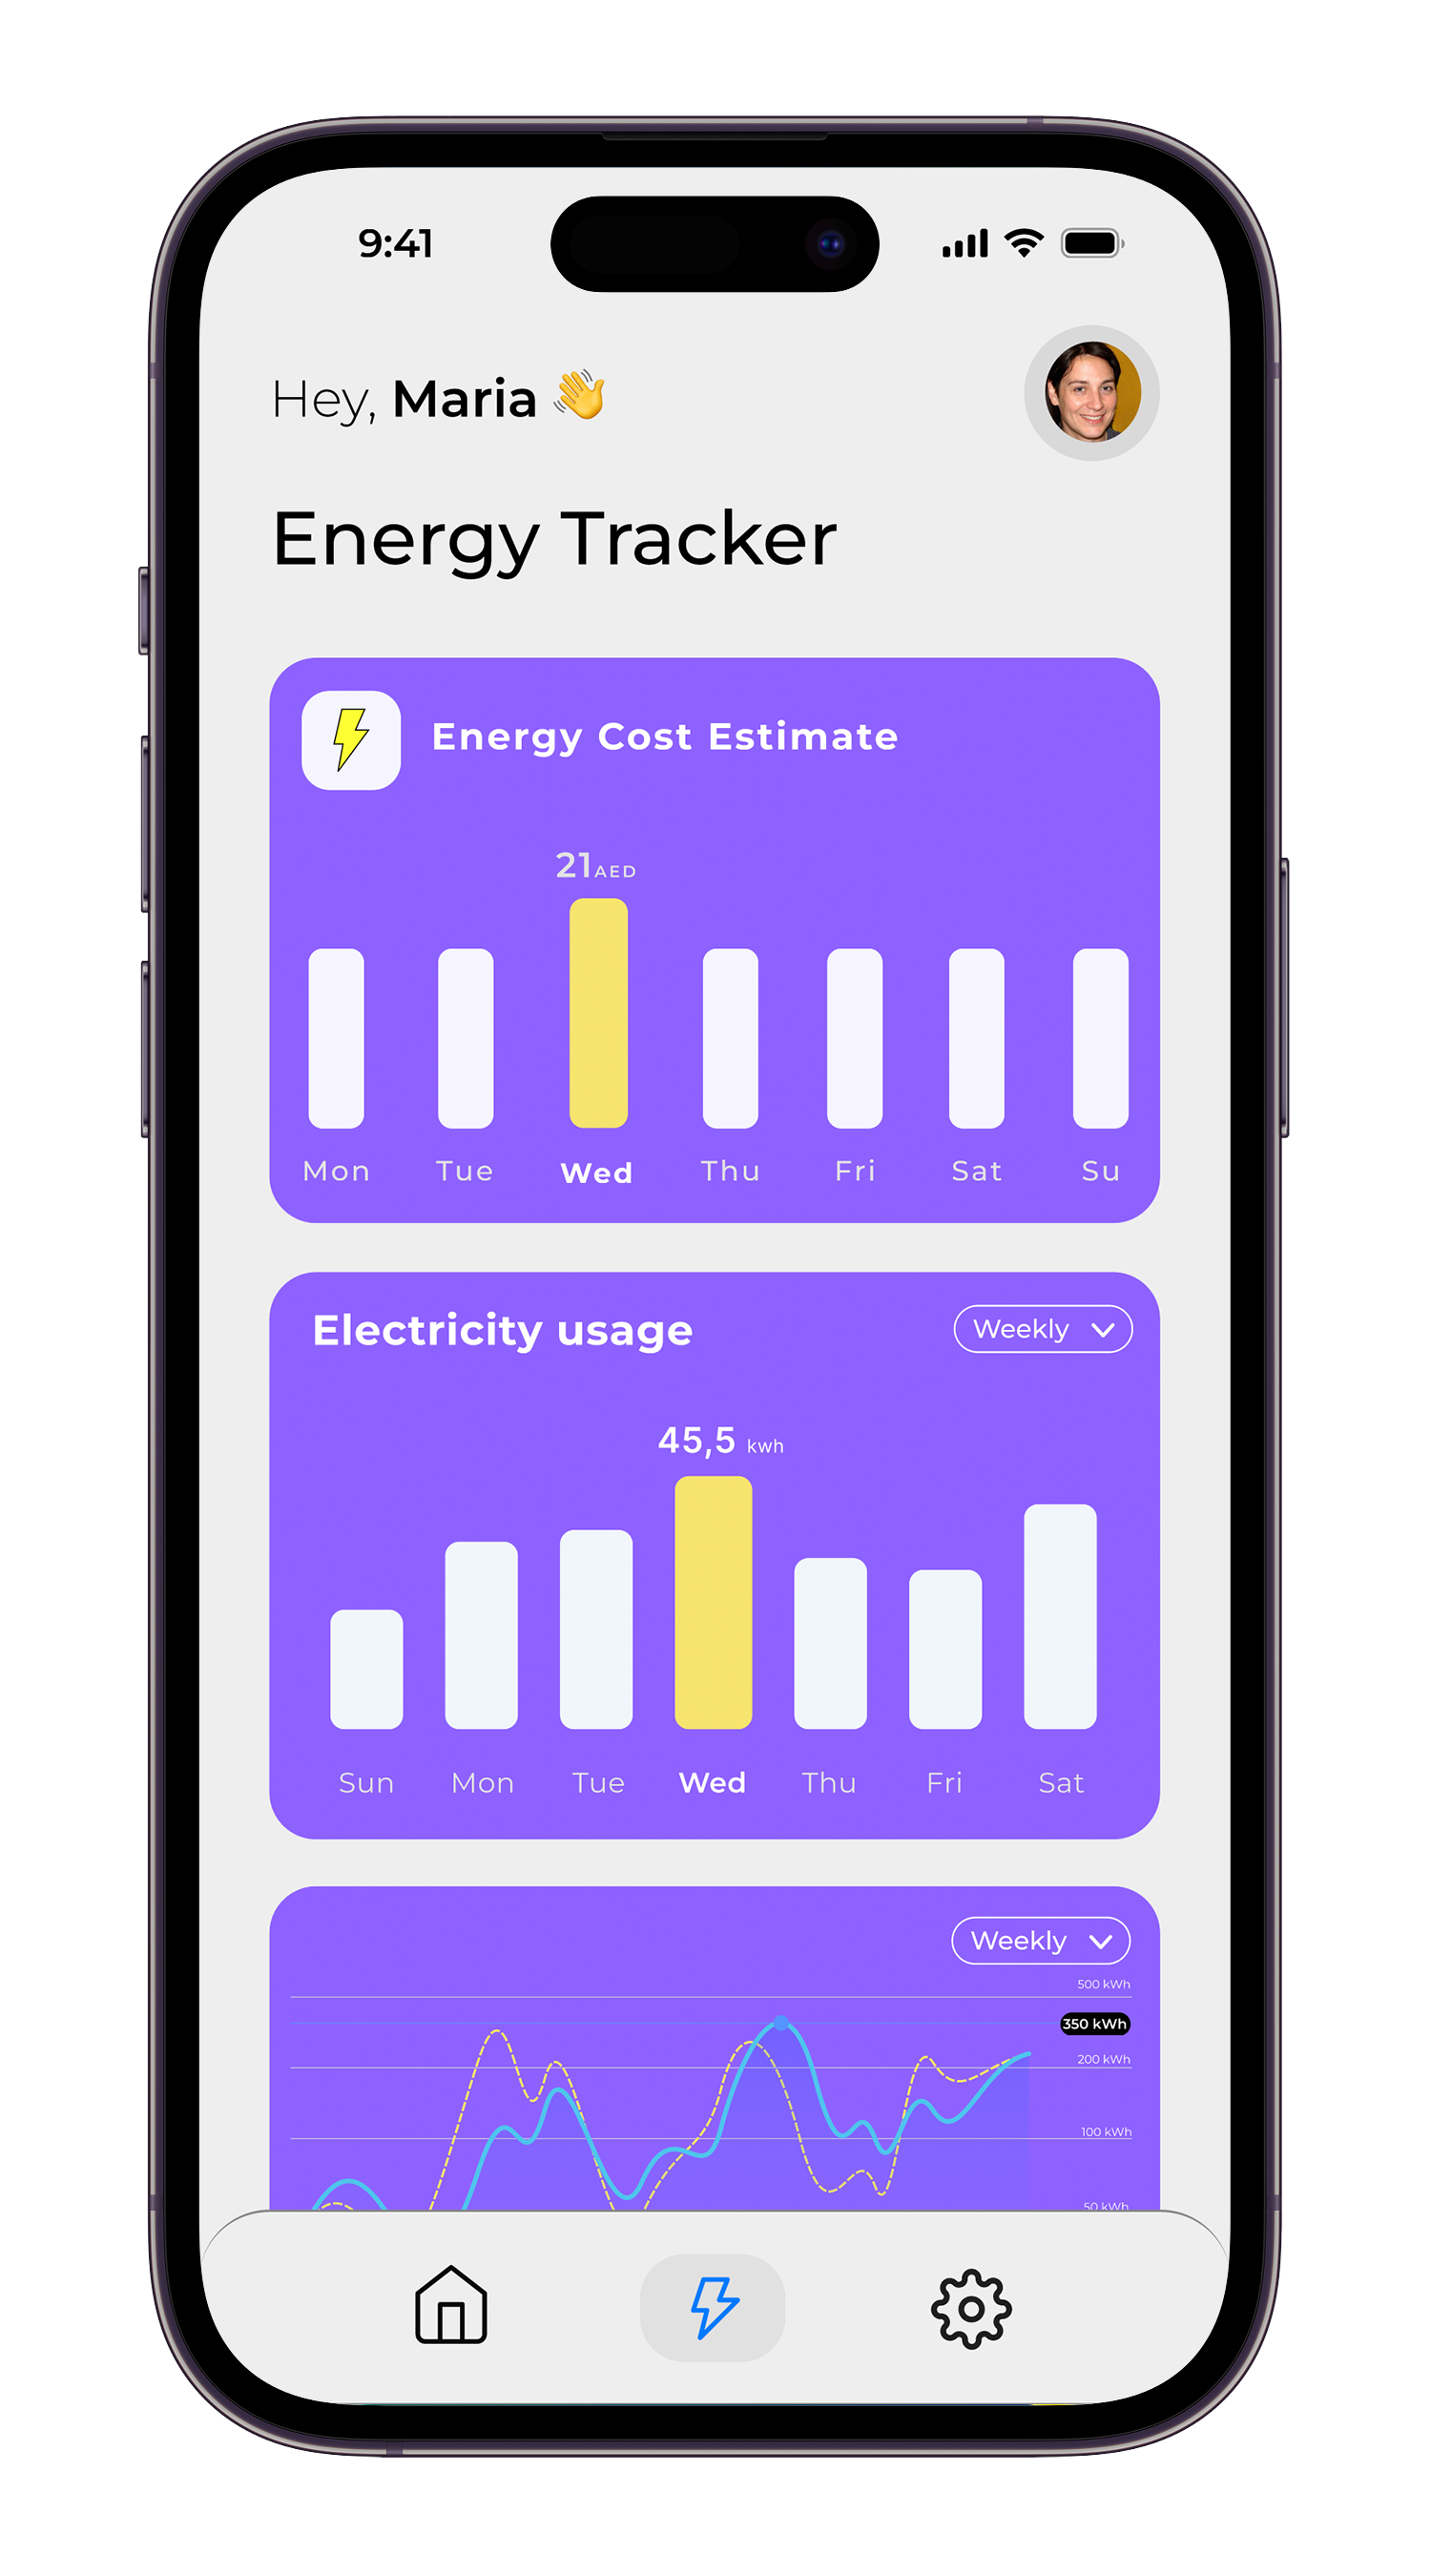 9:41
Hey, Maria 👋
Energy Tracker
Energy Cost Estimate
21 AED
Mon Tue Wed Thu Fri Sat Su
Electricity usage
Weekly
45,5 kwh
Sun Mon Tue Wed Thu Fri Sat
Weekly
500 kWh
350 kWh
200 kWh
100 kWh
50 kWh